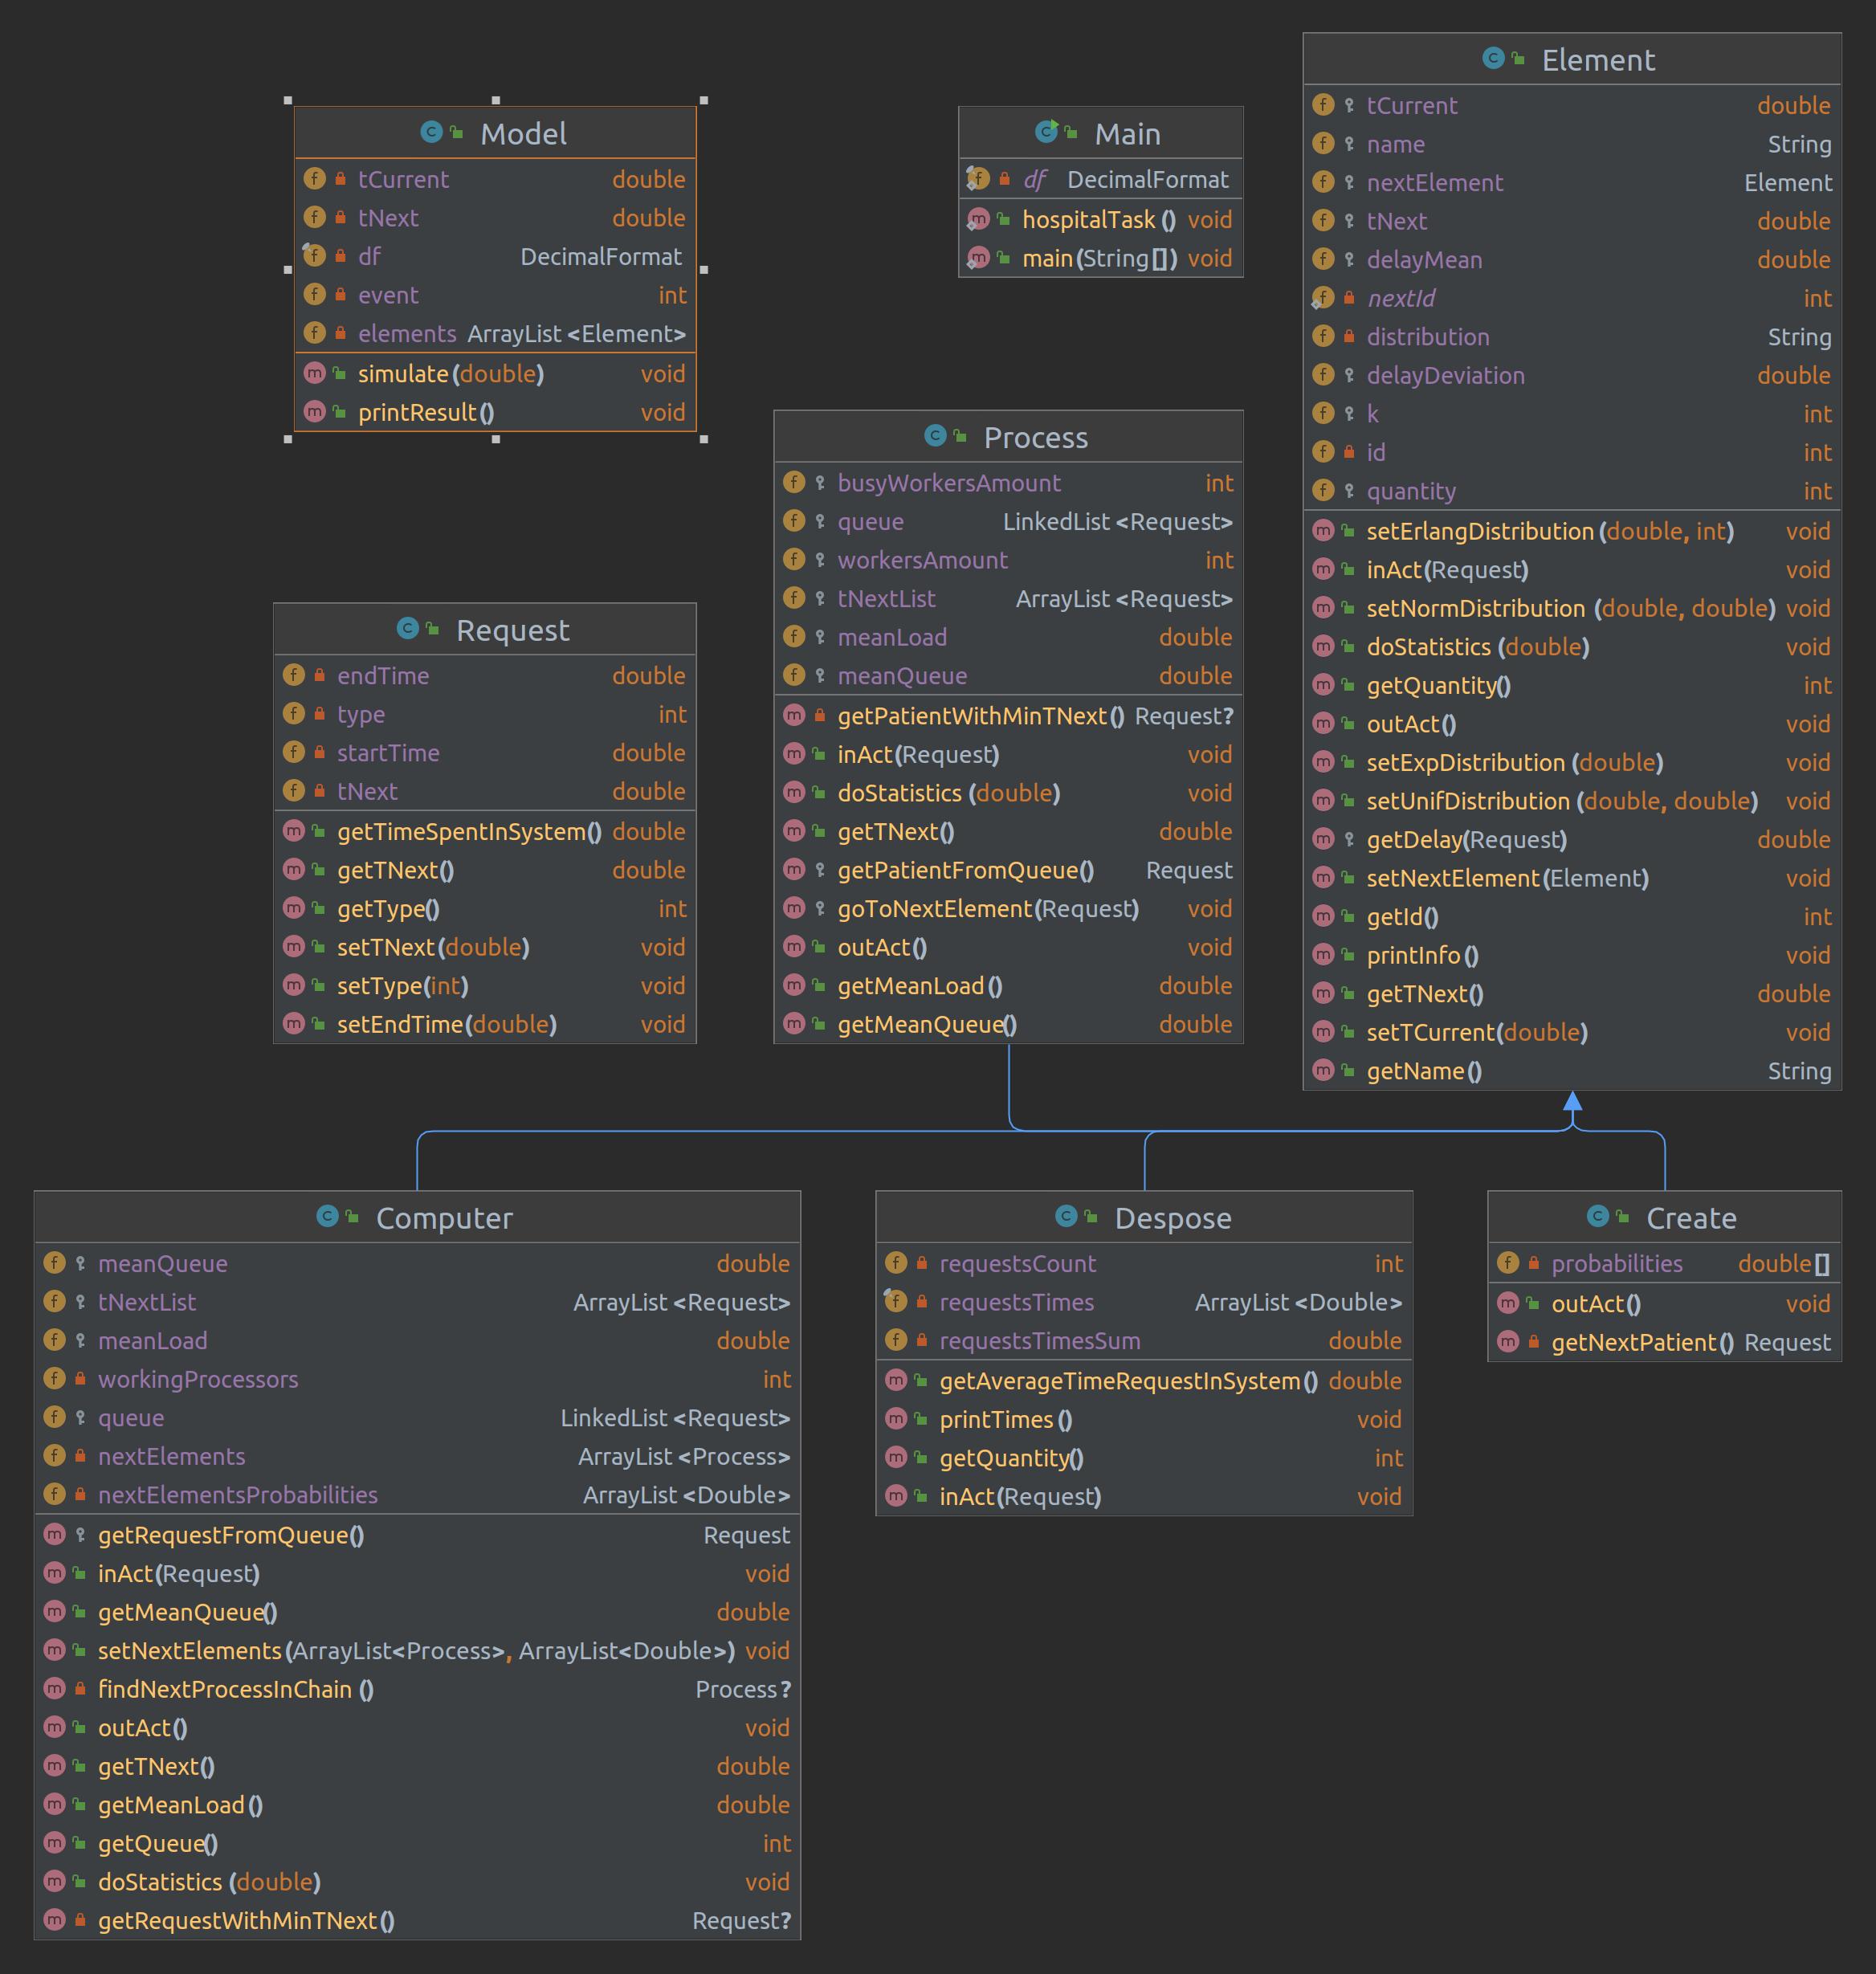 Model
tCurrent double
tNext double
df DecimalFormat
event int
elements ArrayList<Element>
simulate(double) void
printResult() void
Main
df DecimalFormat
hospitalTask() void
main(String[]) void
Element
tCurrent double
name String
nextElement Element
tNext double
delayMean double
nextId int
distribution String
delayDeviation double
k int
id int
quantity int
setErlangDistribution(double, int) void
inAct(Request) void
setNormDistribution(double, double) void
doStatistics(double) void
getQuantity() int
outAct() void
setExpDistribution(double) void
setUnifDistribution(double, double) void
getDelay(Request) double
setNextElement(Element) void
getId() int
printInfo() void
getTNext() double
setTCurrent(double) void
getName() String
Process
busyWorkersAmount int
queue LinkedList<Request>
workersAmount int
tNextList ArrayList<Request>
meanLoad double
meanQueue double
getPatientWithMinTNext() Request?
inAct(Request) void
doStatistics(double) void
getTNext() double
getPatientFromQueue() Request
goToNextElement(Request) void
outAct() void
getMeanLoad() double
getMeanQueue() double
Request
endTime double
type int
startTime double
tNext double
getTimeSpentInSystem() double
getTNext() double
getType() int
setTNext(double) void
setType(int) void
setEndTime(double) void
Computer
meanQueue double
tNextList ArrayList<Request>
meanLoad double
workingProcessors int
queue LinkedList<Request>
nextElements ArrayList<Process>
nextElementsProbabilities ArrayList<Double>
getRequestFromQueue() Request
inAct(Request) void
getMeanQueue() double
setNextElements(ArrayList<Process>, ArrayList<Double>) void
findNextProcessInChain() Process?
outAct() void
getTNext() double
getMeanLoad() double
getQueue() int
doStatistics(double) void
getRequestWithMinTNext() Request?
Despose
requestsCount int
requestsTimes ArrayList<Double>
requestsTimesSum double
getAverageTimeRequestInSystem() double
printTimes() void
getQuantity() int
inAct(Request) void
Create
probabilities double[]
outAct() void
getNextPatient() Request